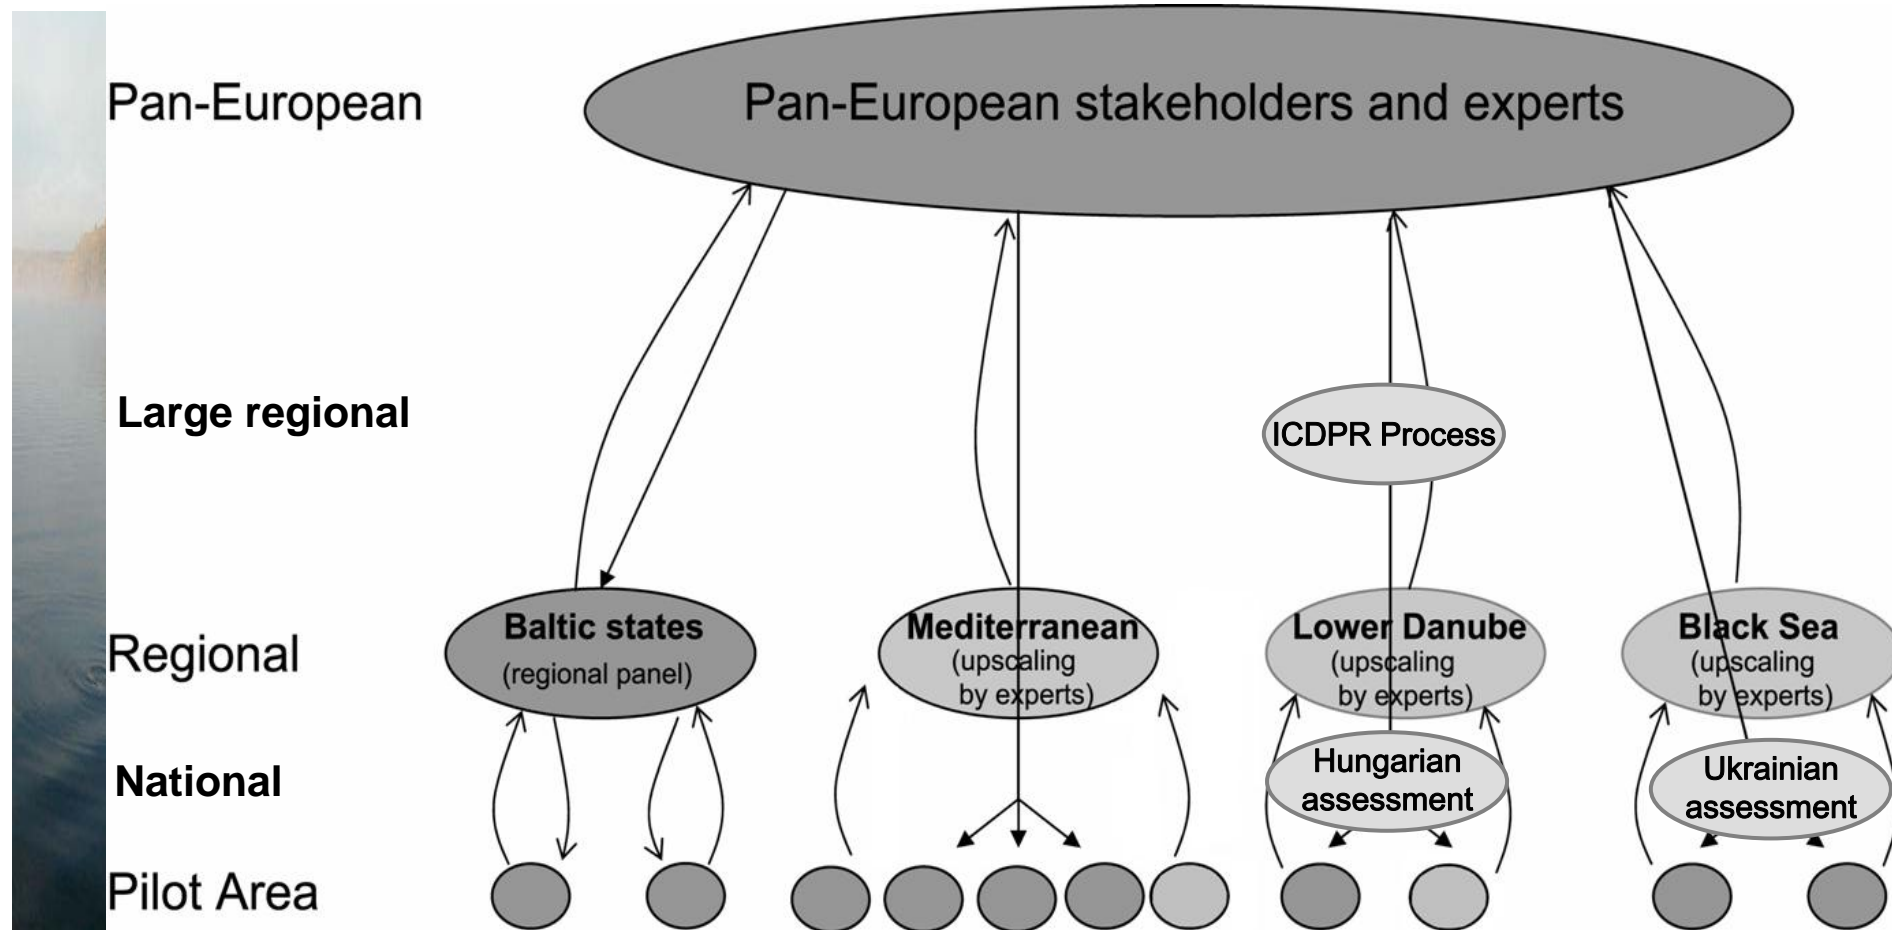 Pan-European
Pan-European stakeholders and experts
Large regional
ICDPR Process
Regional
Baltic states
(regional panel)
Mediterranean
(upscaling
by experts)
Lower Danube
(upscaling
by experts)
Black Sea
(upscaling
by experts)
National
Hungarian
assessment
Ukrainian
assessment
Pilot Area